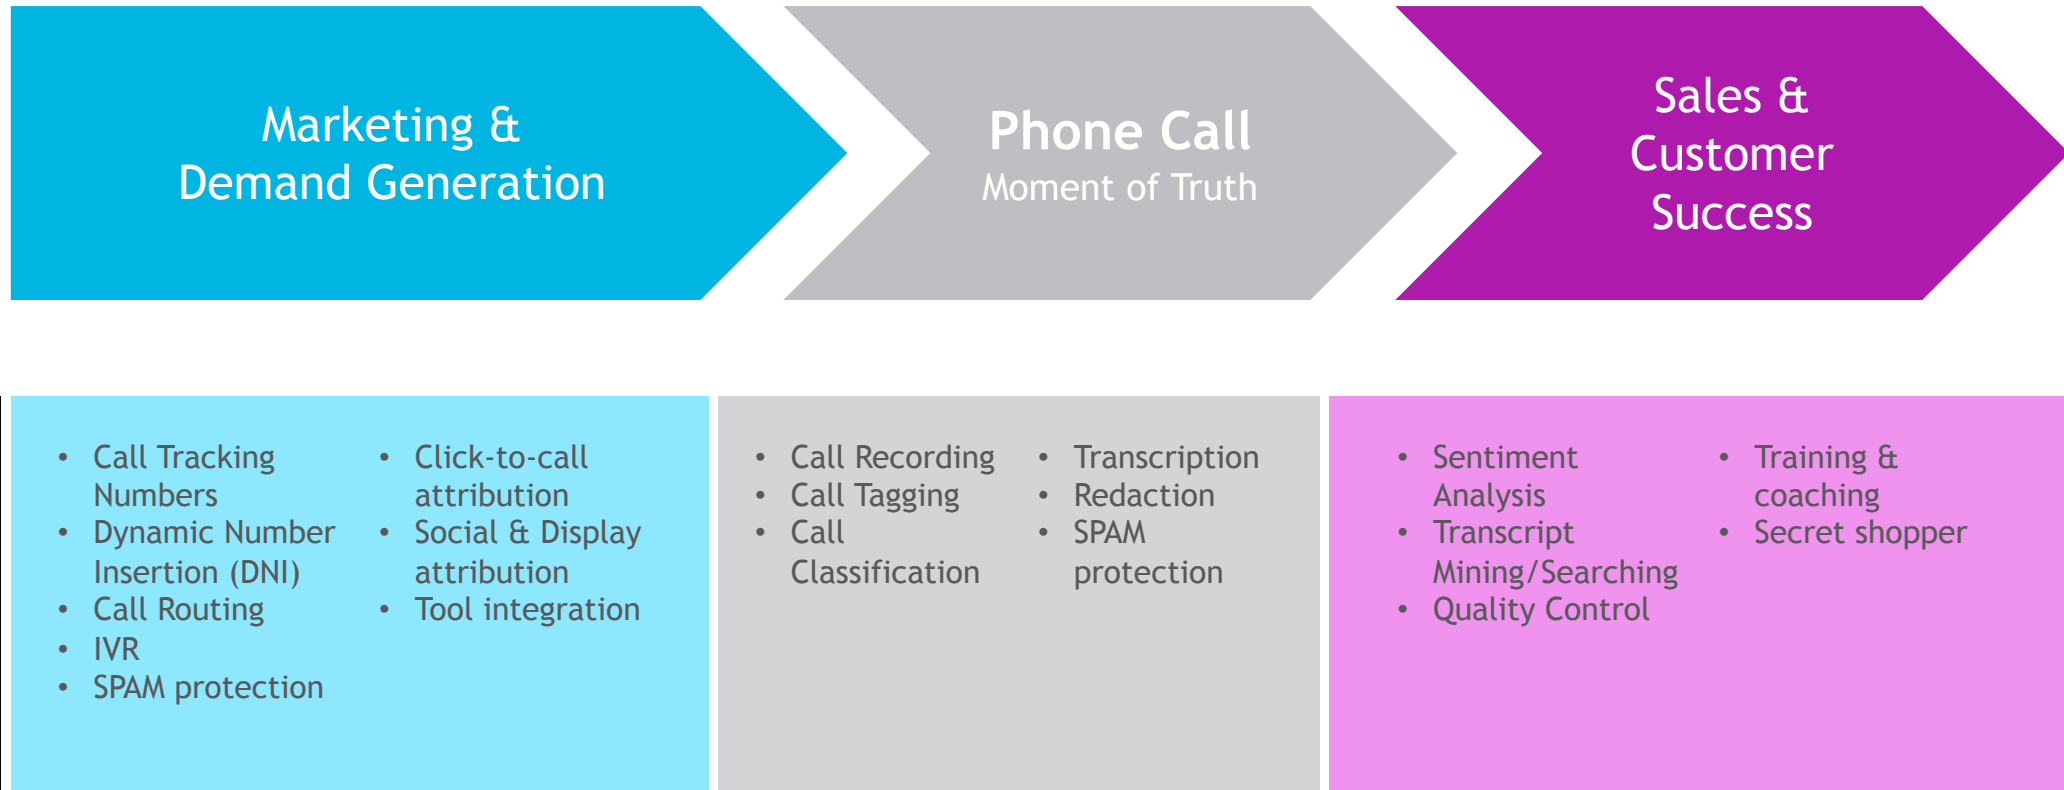 Marketing &
Demand Generation
Phone Call
Moment of Truth
Sales &
Customer
Success
• Call Tracking
Numbers
• Dynamic Number
Insertion (DNI)
• Call Routing
• IVR
• SPAM protection
• Click-to-call
attribution
• Social & Display
attribution
• Tool integration
• Call Recording
• Call Tagging
• Call
Classification
• Transcription
• Redaction
• SPAM
protection
• Sentiment
Analysis
• Transcript
Mining/Searching
• Quality Control
• Training &
coaching
• Secret shopper